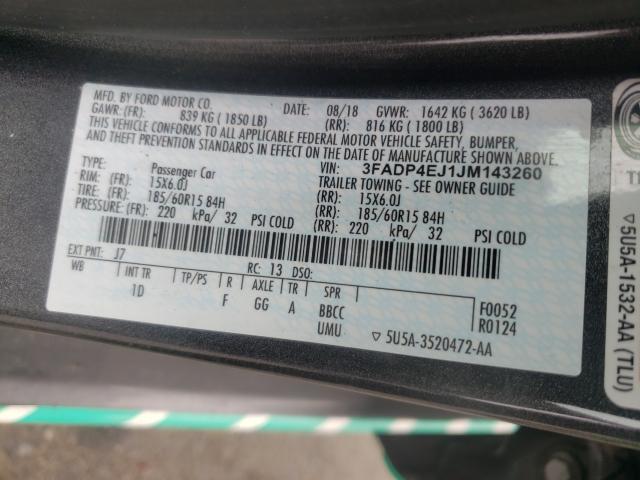 MFD. BY FORD MOTOR CO.
DATE: 08/18 GVWR: 1642 KG ( 3620 LB)
GAWR: (FR): 839 KG ( 1850 LB) (RR): 816 KG ( 1800 LB)
THIS VEHICLE CONFORMS TO ALL APPLICABLE FEDERAL MOTOR VEHICLE SAFETY, BUMPER,
AND THEFT PREVENTION STANDARDS IN EFFECT ON THE DATE OF MANUFACTURE SHOWN ABOVE.
VIN: 3FADP4EJ1JM143260
TYPE: Passenger Car TRAILER TOWING - SEE OWNER GUIDE
RIM: (FR): 15X6.0J (RR): 15X6.0J
TIRE: (FR): 185/60R15 84H (RR): 185/60R15 84H
PRESSURE: (FR): 220 kPa/ 32 PSI COLD (RR): 220 kPa/ 32 PSI COLD
EXT PNT: J7 RC: 13 DSO:
WB INT TR TP/PS R AXLE TR SPR
1D F GG A BBCC F0052
UMU R0124
▽ 5U5A-3520472-AA
▽ 5U5A-1532-AA (TLU)